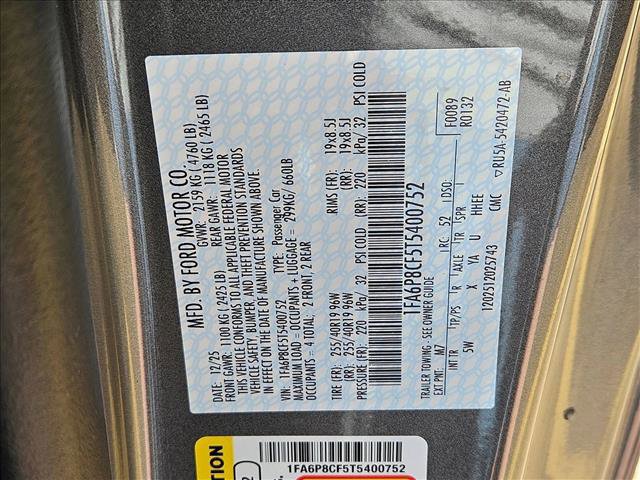 MFD. BY FORD MOTOR CO.
DATE: 12/25 GVWR: 2159 KG ( 4760 LB)
FRONT GAWR: 1100 KG ( 2425 LB) REAR GAWR: 1118 KG ( 2465 LB)
THIS VEHICLE CONFORMS TO ALL APPLICABLE FEDERAL MOTOR
VEHICLE SAFETY, BUMPER, AND THEFT PREVENTION STANDARDS
IN EFFECT ON THE DATE OF MANUFACTURE SHOWN ABOVE.
VIN: 1FA6P8CF5T5400752 TYPE: Passenger Car
MAXIMUM LOAD = OCCUPANTS + LUGGAGE = 299KG/ 660LB
OCCUPANTS = 4 TOTAL; 2 FRONT, 2 REAR
TIRE (FR): 255/40R19 96W RIMS (FR): 19x8.5J
(RR): 255/40R19 96W (RR): 19x8.5J
PRESSURE (FR): 220 kPa/ 32 PSI COLD (RR): 220 kPa/ 32 PSI COLD
1FA6P8CF5T5400752
TRAILER TOWING - SEE OWNER GUIDE
EXT PNT: M7 RC: 52 DSO: F0089
R0132
INT TR TP/PS R AXLE TR SPR
5W X YA U HHEE
120251202574​3 CMC ▽RU5A-5420472-AB
1FA6P8CF5T5400752